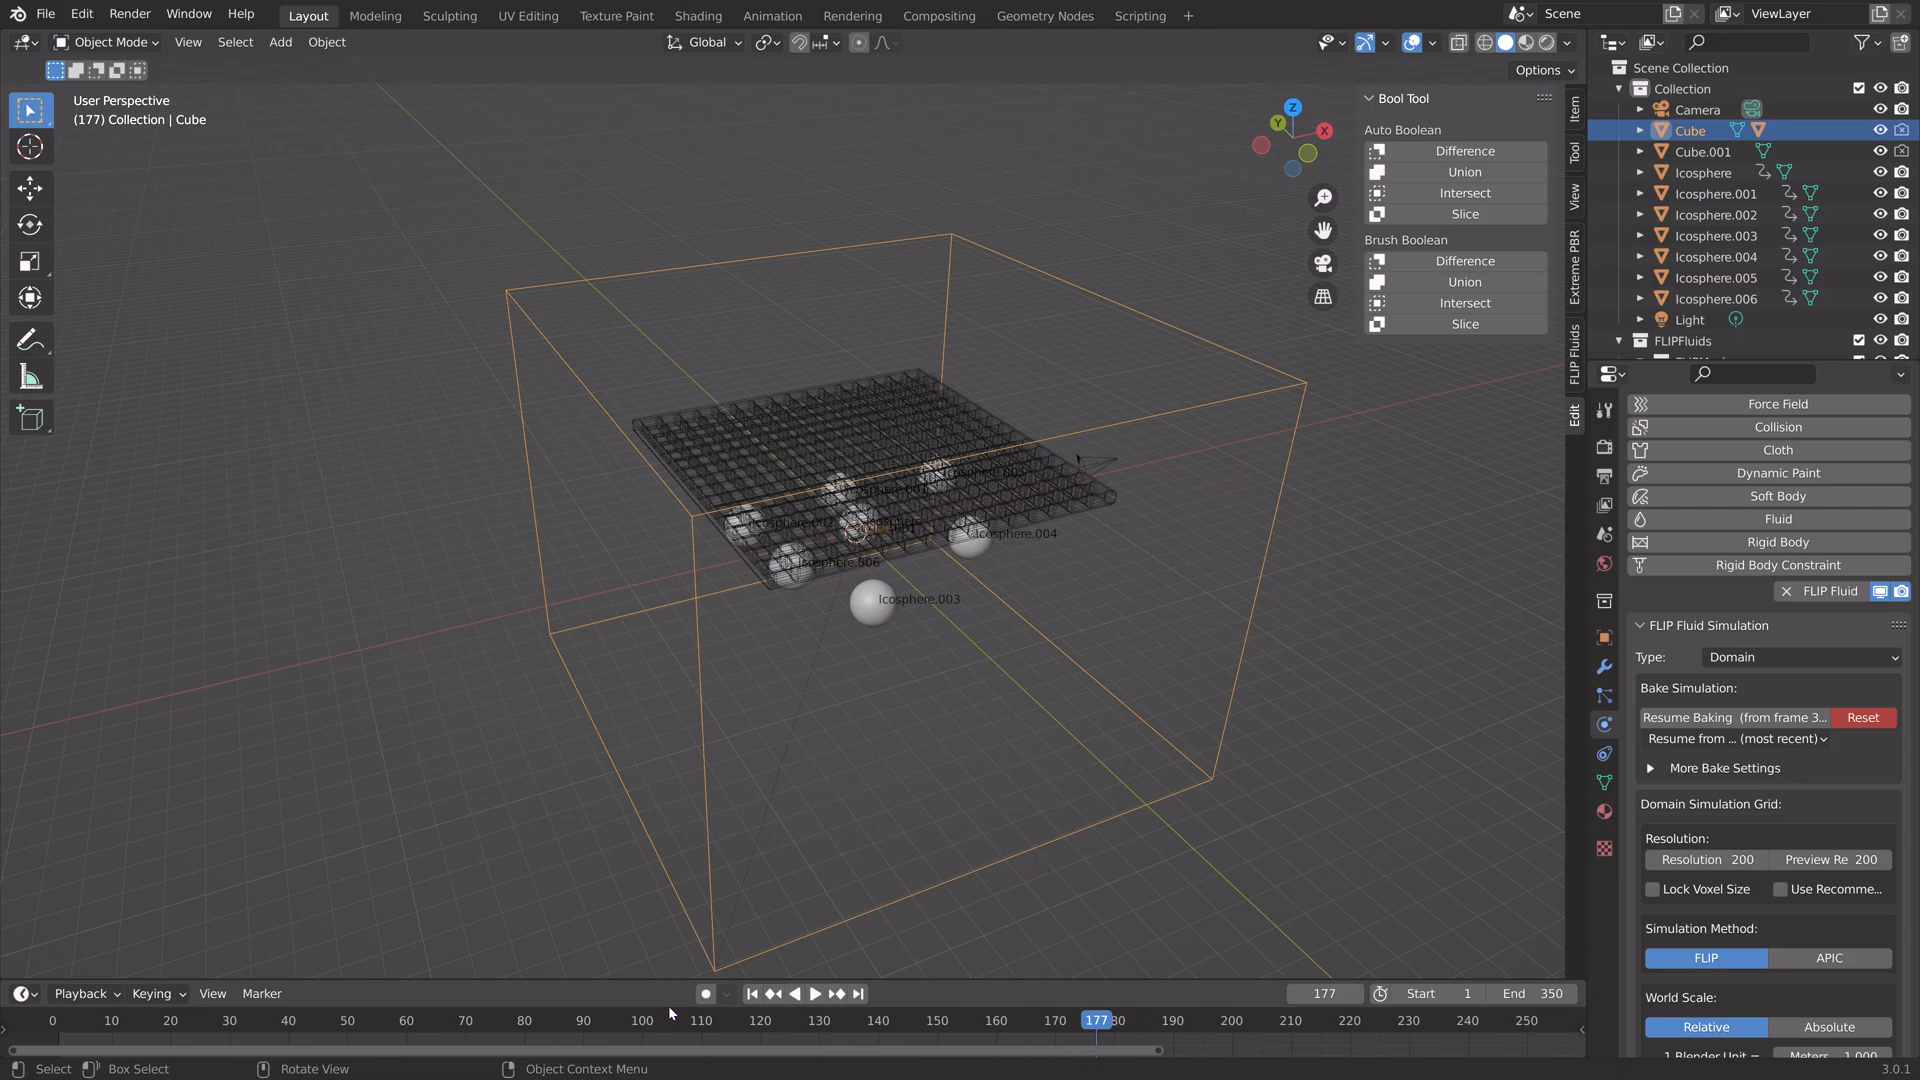 File Edit Render Window Help Layout Modeling Sculpting UV Editing Texture Paint Shading Animation Rendering Compositing Geometry Nodes Scripting + Scene ViewLayer
Object Mode View Select Add Object Global
Options
User Perspective
(177) Collection | Cube
Z
Y
X
Bool Tool
Auto Boolean
Difference
Union
Intersect
Slice
Brush Boolean
Difference
Union
Intersect
Slice
Item
Tool
View
Extreme PBR
FLIP Fluids
Edit
Icosphere.002
Icosphere.004
Icosphere.006
Icosphere.003
Scene Collection
Collection
Camera
Cube
Cube.001
Icosphere
Icosphere.001
Icosphere.002
Icosphere.003
Icosphere.004
Icosphere.005
Icosphere.006
Light
FLIPFluids
Force Field
Collision
Cloth
Dynamic Paint
Soft Body
Fluid
Rigid Body
Rigid Body Constraint
FLIP Fluid
FLIP Fluid Simulation
Type: Domain
Bake Simulation:
Resume Baking (from frame 3... Reset
Resume from ... (most recent)
More Bake Settings
Domain Simulation Grid:
Resolution:
Resolution 200 Preview Re 200
Lock Voxel Size Use Recomme...
Simulation Method:
FLIP APIC
World Scale:
Relative Absolute
1 Blender Unit = Meters 1.000
Playback Keying View Marker 177 Start 1 End 350
0 10 20 30 40 50 60 70 80 90 100 110 120 130 140 150 160 170 177 80 190 200 210 220 230 240 250
Select Box Select Rotate View Object Context Menu 3.0.1